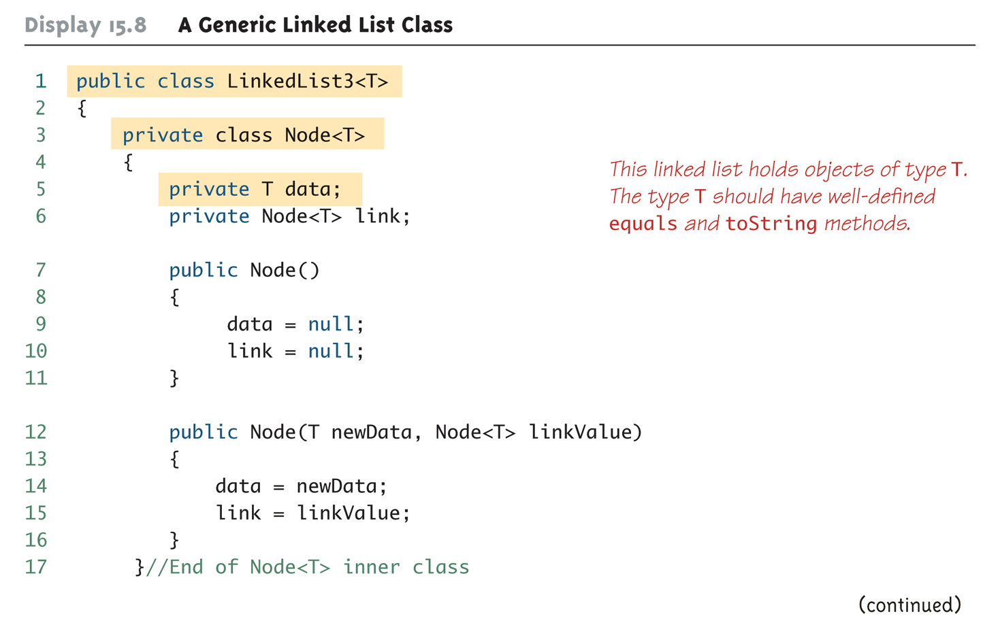 Display 15.8 A Generic Linked List Class
1 public class LinkedList3<T>
2 {
3 private class Node<T>
4 {
5 private T data;
6 private Node<T> link;
This linked list holds objects of type T.
The type T should have well-defined
equals and toString methods.
7 public Node()
8 {
9 data = null;
10 link = null;
11 }
12 public Node(T newData, Node<T> linkValue)
13 {
14 data = newData;
15 link = linkValue;
16 }
17 }//End of Node<T> inner class
(continued)